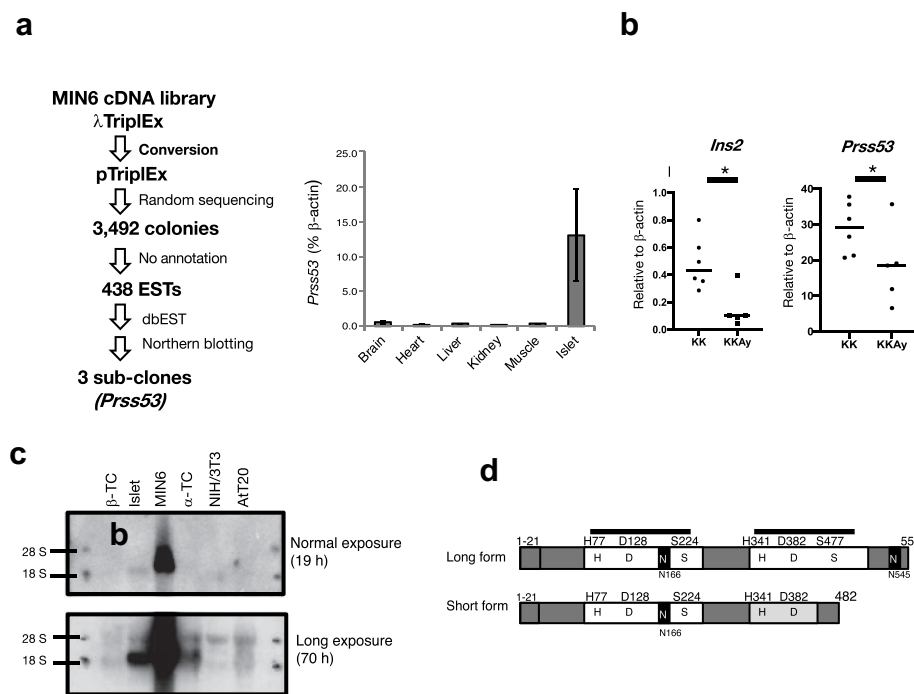 a
MIN6 cDNA library
λTriplEx
Conversion
pTriplEx
Random sequencing
3,492 colonies
No annotation
438 ESTs
dbEST
Northern blotting
3 sub-clones
(Prss53)
Prss53 (% β-actin)
25.0
20.0
15.0
10.0
5.0
0.0
Brain
Heart
Liver
Kidney
Muscle
Islet
b
Ins2
*
Relative to β-actin
1.0
0.8
0.6
0.4
0.2
0.0
KK KKAy
Prss53
*
Relative to β-actin
40
30
20
10
0
KK KKAy
c
β-TC
Islet
MIN6
α-TC
NIH/3T3
AtT20
b
28 S
18 S
Normal exposure
(19 h)
28 S
18 S
Long exposure
(70 h)
d
1-21 H77 D128 S224 H341 D382 S477 55
Long form H D N S H D S N
N166 N545
1-21 H77 D128 S224 H341 D382 482
Short form H D N S H D
N166